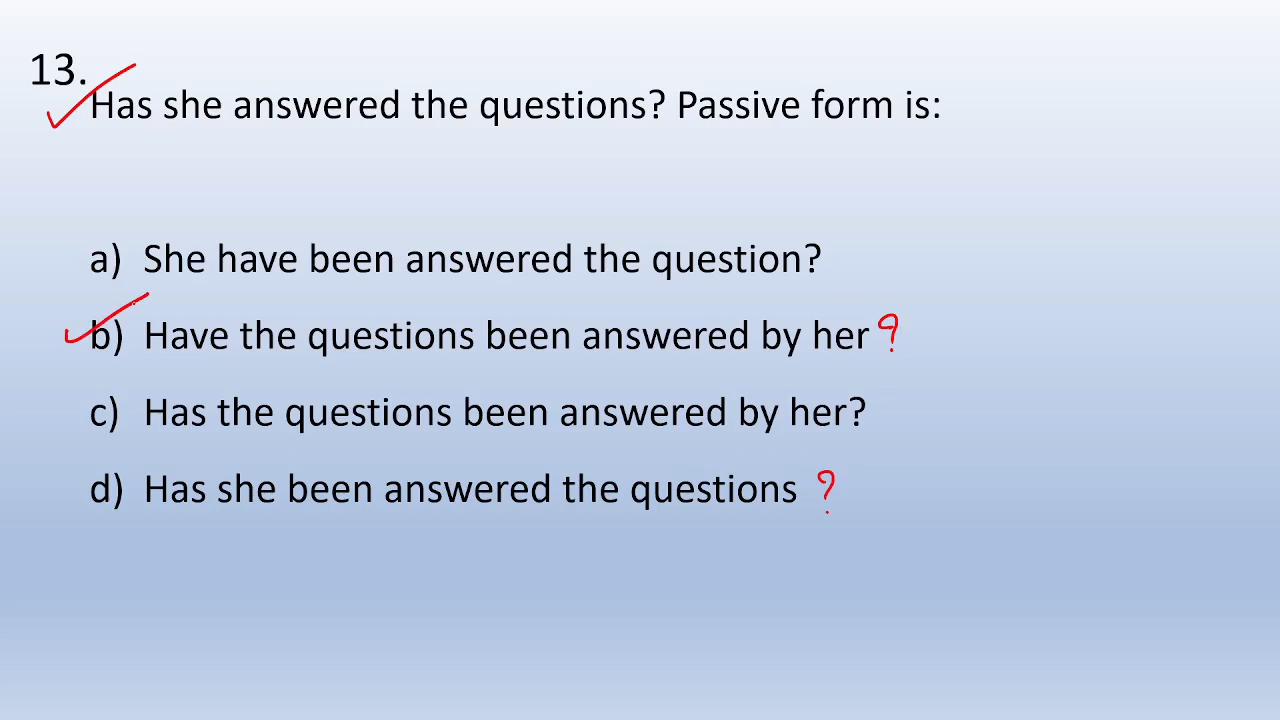 13.
Has she answered the questions? Passive form is:
a) She have been answered the question?
b) Have the questions been answered by her ?
c) Has the questions been answered by her?
d) Has she been answered the questions ?